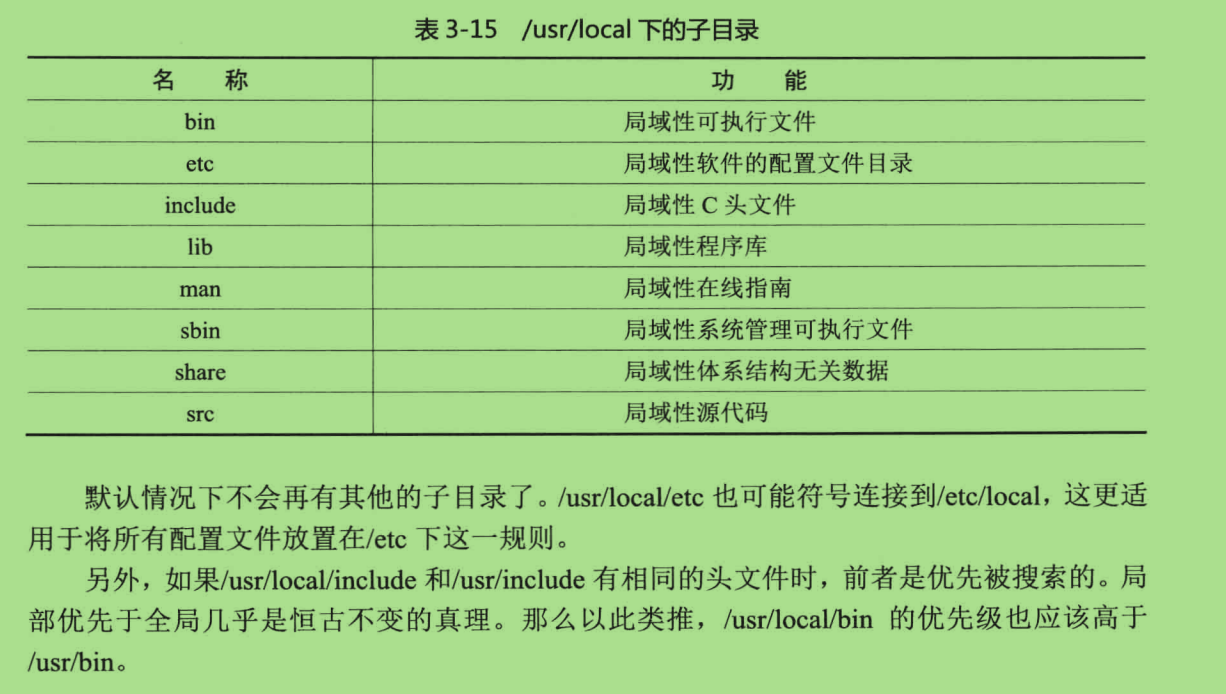 表 3-15 /usr/local 下的子目录
名 称 功 能
bin 局域性可执行文件
etc 局域性软件的配置文件目录
include 局域性 C 头文件
lib 局域性程序库
man 局域性在线指南
sbin 局域性系统管理可执行文件
share 局域性体系结构无关数据
src 局域性源代码
默认情况下不会再有其他的子目录了。/usr/local/etc 也可能符号连接到/etc/local，这更适
用于将所有配置文件放置在/etc 下这一规则。
另外，如果/usr/local/include 和/usr/include 有相同的头文件时，前者是优先被搜索的。局
部优先于全局几乎是恒古不变的真理。那么以此类推，/usr/local/bin 的优先级也应该高于
/usr/bin。